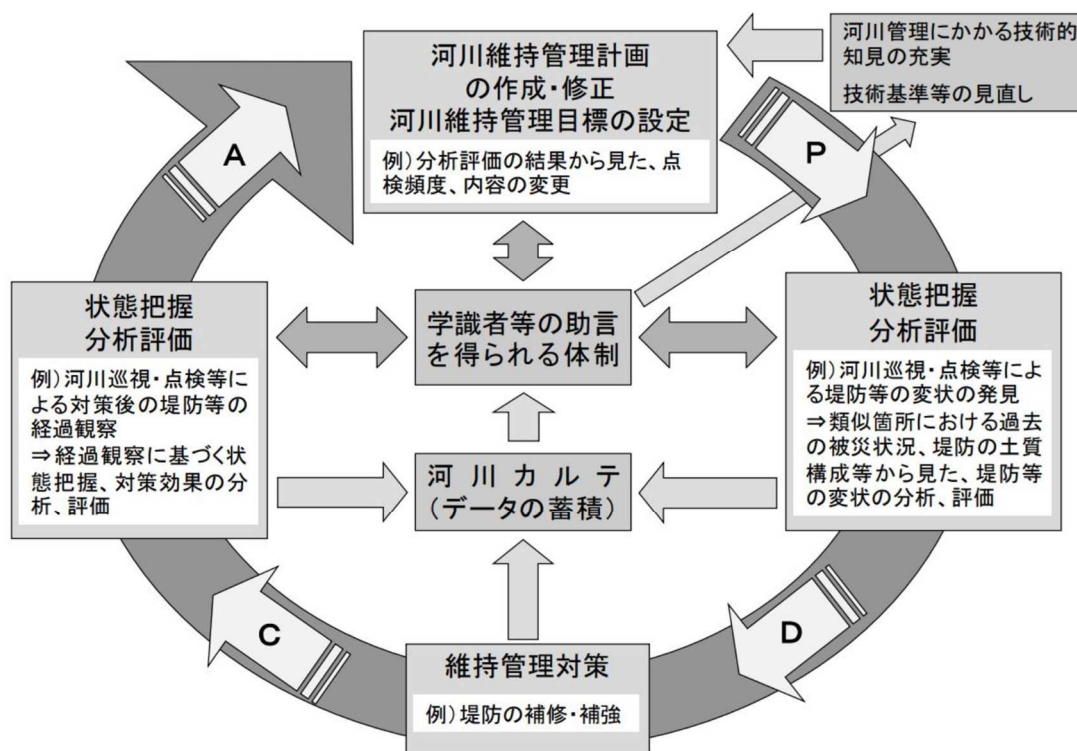 河川維持管理計画
の作成・修正
河川維持管理目標の設定
例）分析評価の結果から見た、点
検頻度、内容の変更
河川管理にかかる技術的
知見の充実
技術基準等の見直し
A
P
状態把握
分析評価
例）河川巡視・点検等
による対策後の堤防等の
経過観察
⇒経過観察に基づく状
態把握、対策効果の分
析、評価
学識者等の助言
を得られる体制
状態把握
分析評価
例）河川巡視・点検等によ
る堤防等の変状の発見
⇒類似箇所における過去
の被災状況、堤防の土質
構成等から見た、堤防等
の変状の分析、評価
河川カルテ
（データの蓄積）
C
D
維持管理対策
例）堤防の補修・補強